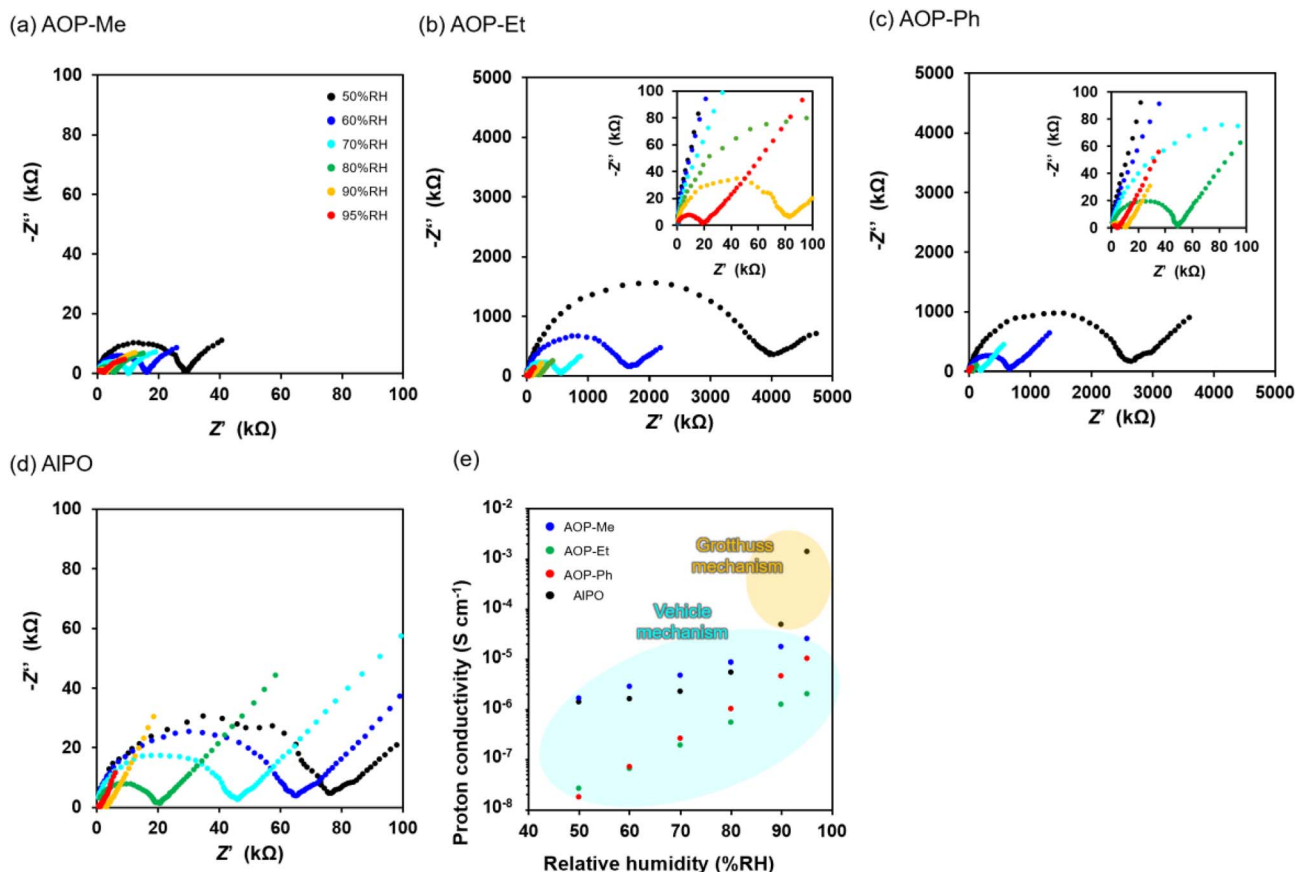 (a) AOP-Me
100
80
60
40
20
0
-Z‘’ (kΩ)
0 20 40 60 80 100
Z’ (kΩ)
50%RH
60%RH
70%RH
80%RH
90%RH
95%RH
(b) AOP-Et
5000
4000
3000
2000
1000
0
-Z‘’ (kΩ)
0 1000 2000 3000 4000 5000
Z’ (kΩ)
100
80
60
40
20
0
-Z‘’ (kΩ)
0 20 40 60 80 100
Z’ (kΩ)
(c) AOP-Ph
5000
4000
3000
2000
1000
0
-Z‘’ (kΩ)
0 1000 2000 3000 4000 5000
Z’ (kΩ)
100
80
60
40
20
0
-Z‘’ (kΩ)
0 20 40 60 80 100
Z’ (kΩ)
(d) AlPO
100
80
60
40
20
0
-Z‘’ (kΩ)
0 20 40 60 80 100
Z’ (kΩ)
(e)
10⁻²
10⁻³
10⁻⁴
10⁻⁵
10⁻⁶
10⁻⁷
10⁻⁸
Proton conductivity (S cm⁻¹)
AOP-Me
AOP-Et
AOP-Ph
AlPO
Grotthuss
mechanism
Vehicle
mechanism
40 50 60 70 80 90 100
Relative humidity (%RH)